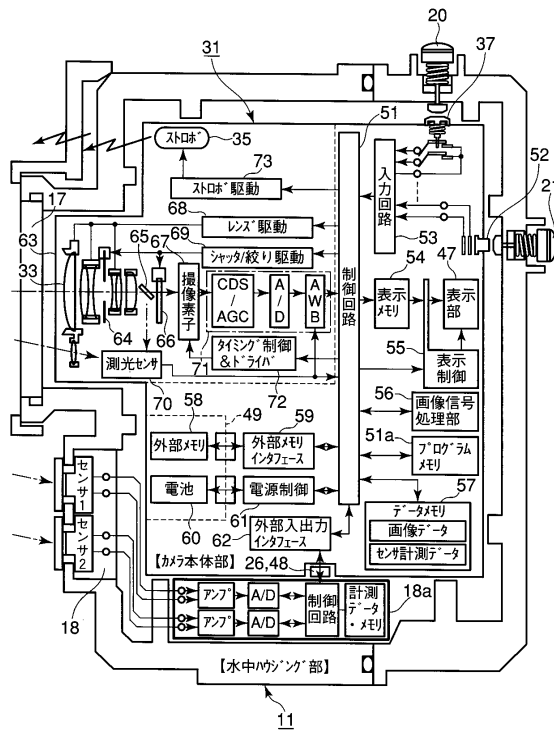 20
31
51
37
52
21
ストロボ
35
73
ストロボ駆動
17
68
レンズ駆動
63
67
69
シャッタ/絞り駆動
65
33
64
66
撮像素子
CDS/AGC
A/D
AWB
制御回路
入力回路
53
54
47
表示メモリ
表示部
55
表示制御
71
タイミング制御&ドライバ
72
測光センサ
70
56
画像信号処理部
58
49
59
外部メモリ
外部メモリインタフェース
51a
プログラムメモリ
電池
60
61
電源制御
57
データメモリ
画像データ
センサ計測データ
センサ1
センサ2
62
外部入出力インタフェース
【カメラ本体部】
26,48
18
18a
アンプ
A/D
アンプ
A/D
制御回路
計測データ・メモリ
【水中ハウジング部】
11